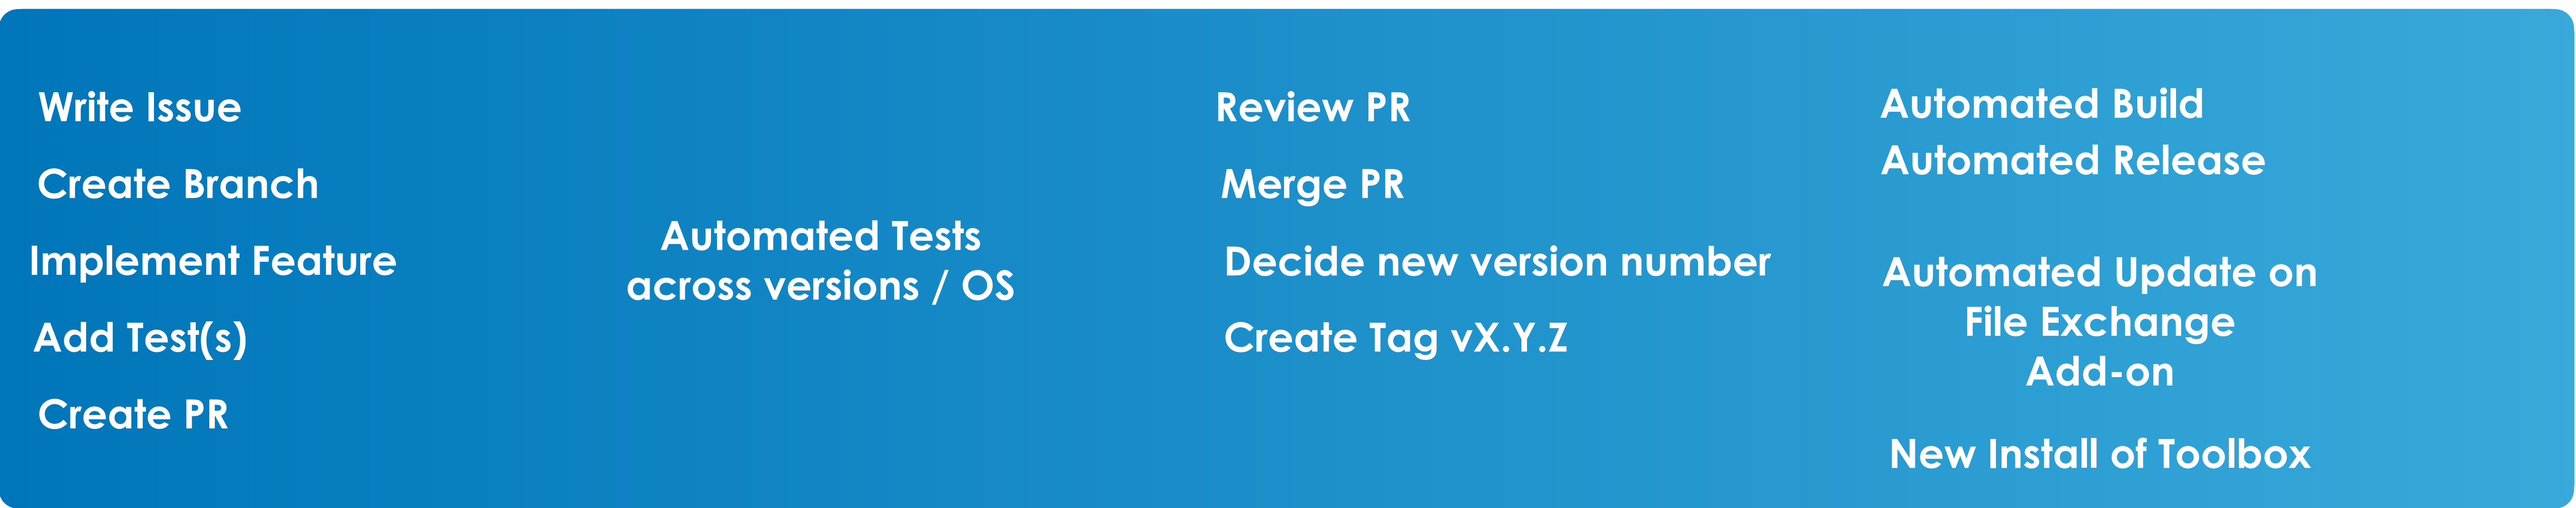 Write Issue
Create Branch
Implement Feature
Add Test(s)
Create PR
Automated Tests
across versions / OS
Review PR
Merge PR
Decide new version number
Create Tag vX.Y.Z
Automated Build
Automated Release
Automated Update on
File Exchange
Add-on
New Install of Toolbox